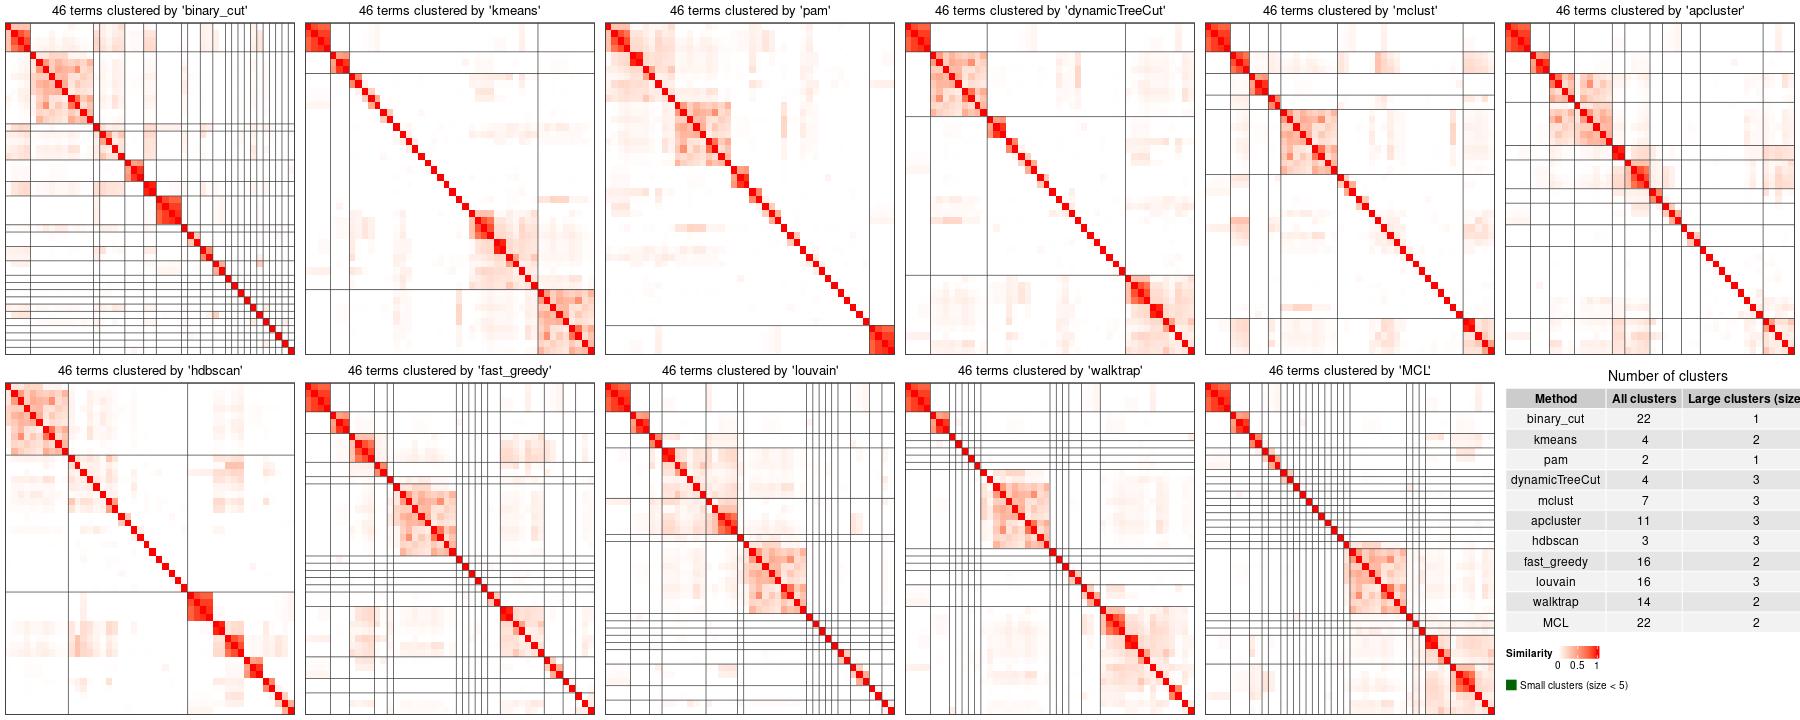 46 terms clustered by 'binary_cut'
46 terms clustered by 'kmeans'
46 terms clustered by 'pam'
46 terms clustered by 'dynamicTreeCut'
46 terms clustered by 'mclust'
46 terms clustered by 'apcluster'
46 terms clustered by 'hdbscan'
46 terms clustered by 'fast_greedy'
46 terms clustered by 'louvain'
46 terms clustered by 'walktrap'
46 terms clustered by 'MCL'
Number of clusters
Method All clusters Large clusters (size
binary_cut 22 1
kmeans 4 2
pam 2 1
dynamicTreeCut 4 3
mclust 7 3
apcluster 11 3
hdbscan 3 3
fast_greedy 16 2
louvain 16 3
walktrap 14 2
MCL 22 2
Similarity
0 0.5 1
Small clusters (size < 5)